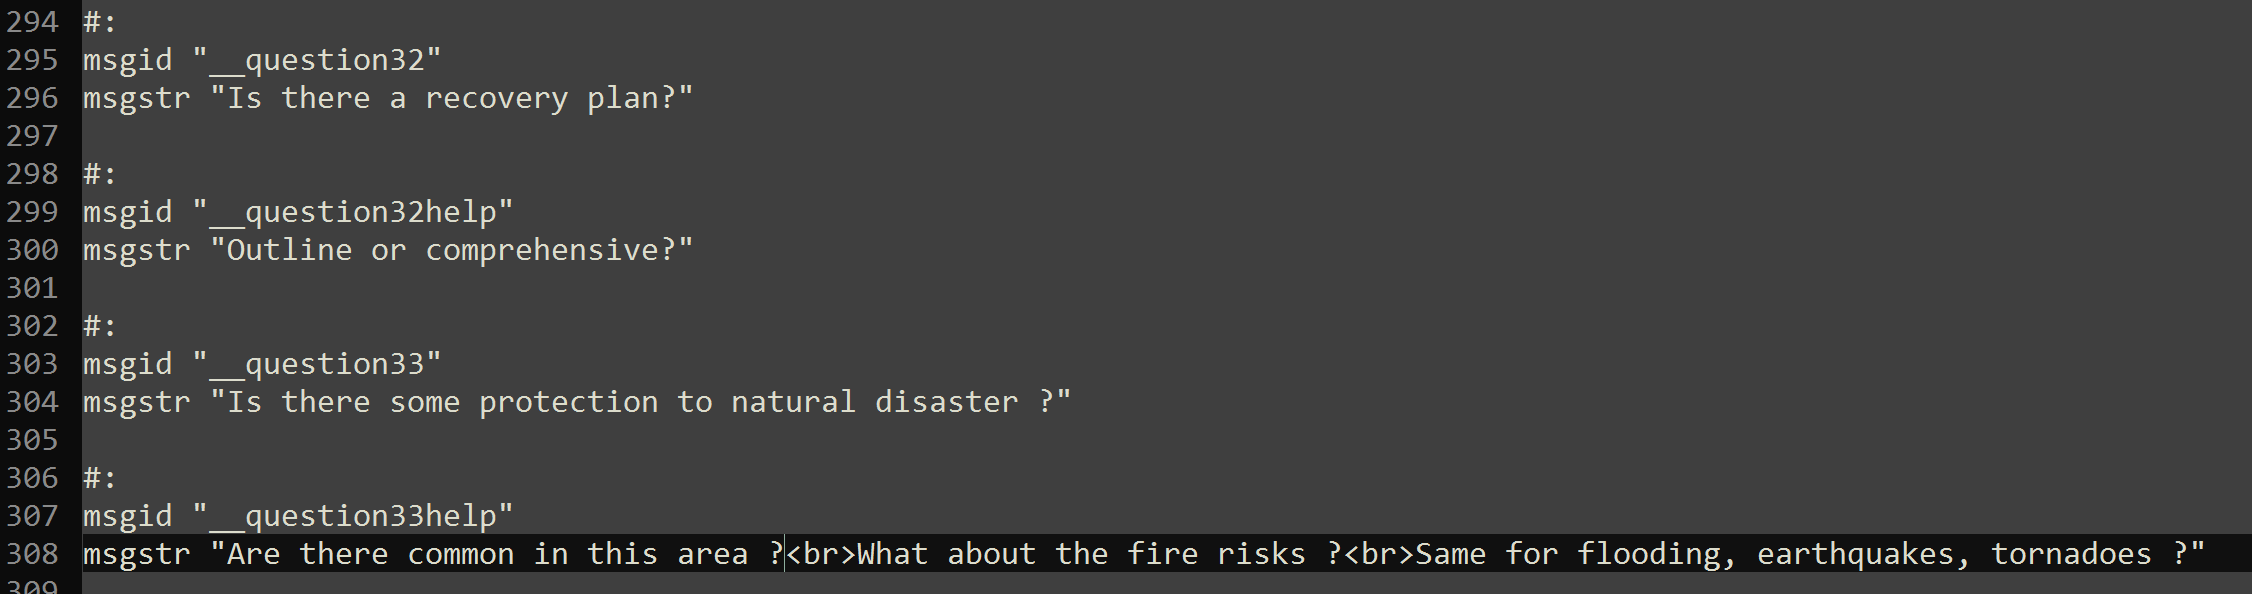 294 #:
295 msgid "__question32"
296 msgstr "Is there a recovery plan?"
297
298 #:
299 msgid "__question32help"
300 msgstr "Outline or comprehensive?"
301
302 #:
303 msgid "__question33"
304 msgstr "Is there some protection to natural disaster ?"
305
306 #:
307 msgid "__question33help"
308 msgstr "Are there common in this area ?<br>What about the fire risks ?<br>Same for flooding, earthquakes, tornadoes ?"
309